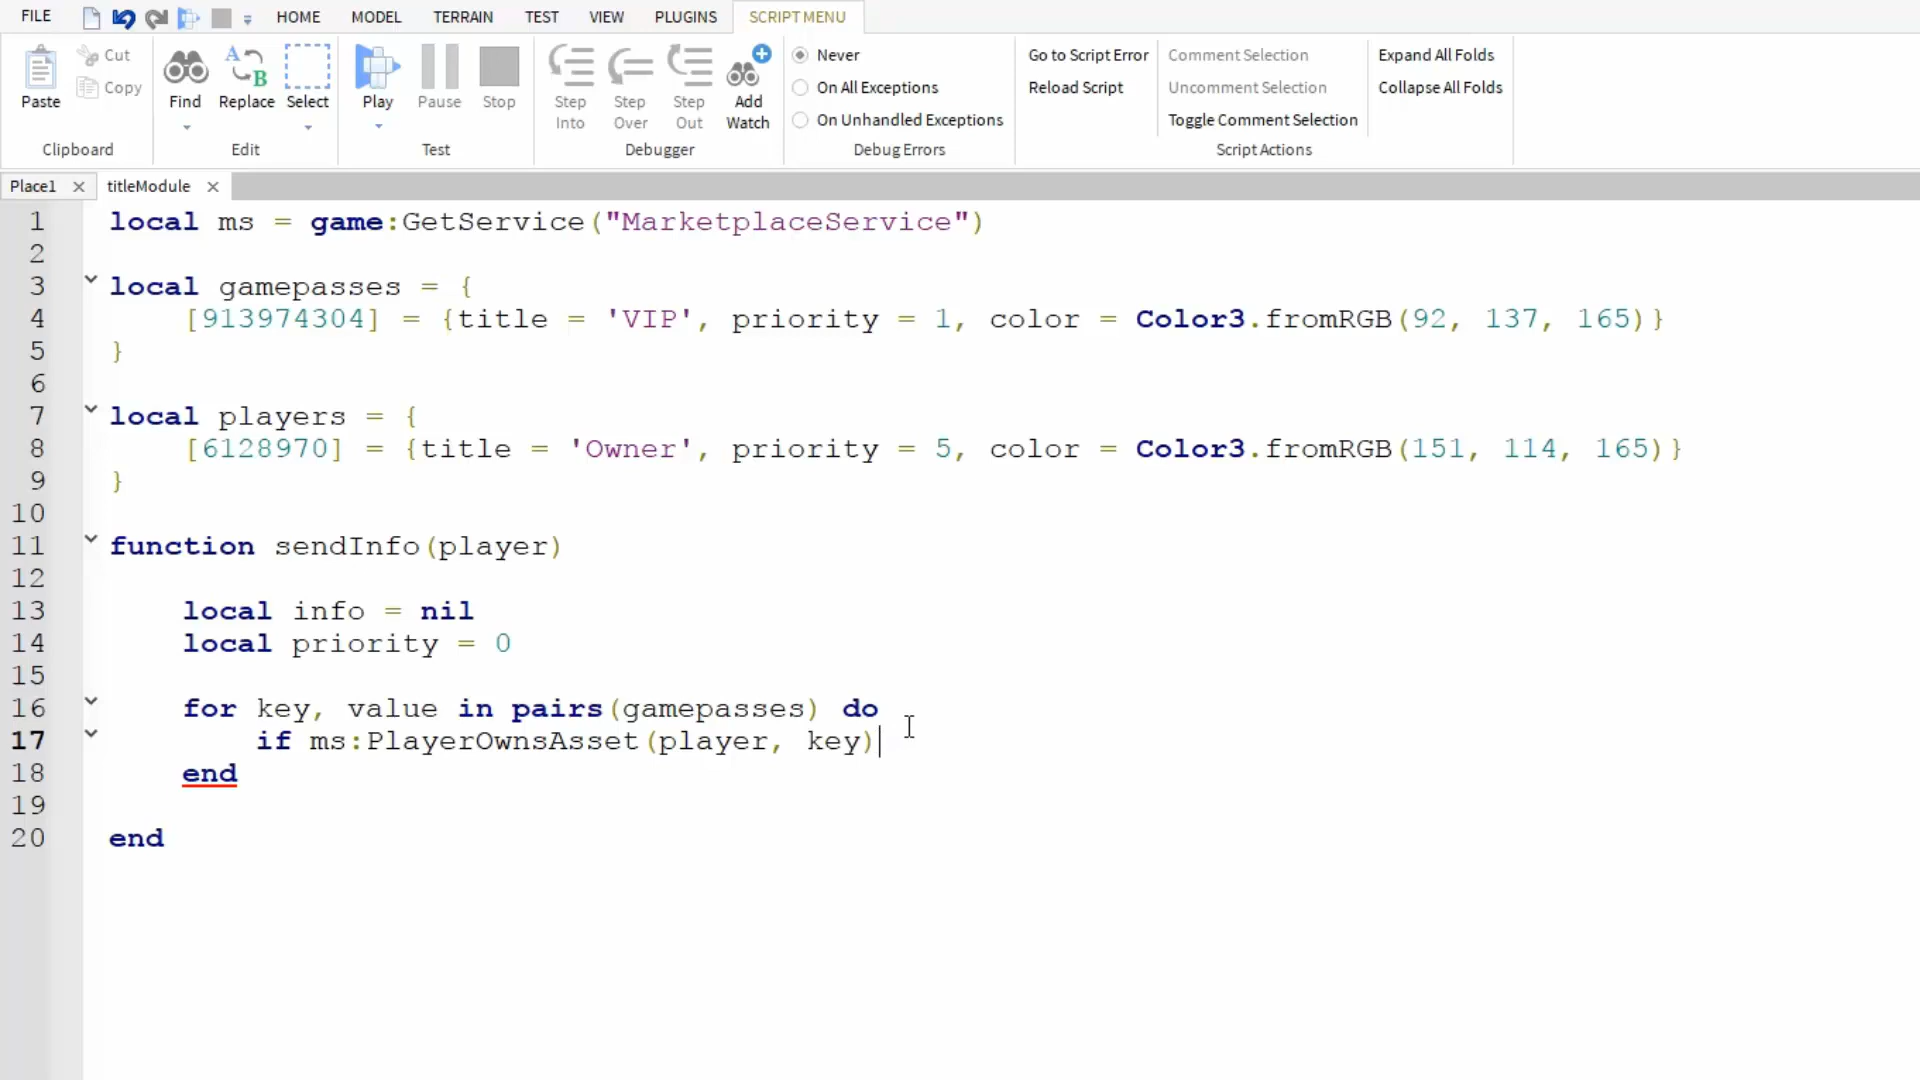 FILE HOME MODEL TERRAIN TEST VIEW PLUGINS SCRIPT MENU
Paste Cut Copy Find Replace Select Play Pause Stop Step Into Step Over Step Out Add Watch
Never
On All Exceptions
On Unhandled Exceptions
Go to Script Error
Reload Script
Comment Selection
Uncomment Selection
Toggle Comment Selection
Expand All Folds
Collapse All Folds
Clipboard Edit Test Debugger Debug Errors Script Actions
Place1 titleModule
1 local ms = game:GetService("MarketplaceService")
2
3 local gamepasses = {
4 [913974304] = {title = 'VIP', priority = 1, color = Color3.fromRGB(92, 137, 165)}
5 }
6
7 local players = {
8 [6128970] = {title = 'Owner', priority = 5, color = Color3.fromRGB(151, 114, 165)}
9 }
10
11 function sendInfo(player)
12
13 local info = nil
14 local priority = 0
15
16 for key, value in pairs(gamepasses) do
17 if ms:PlayerOwnsAsset(player, key)
18 end
19
20 end